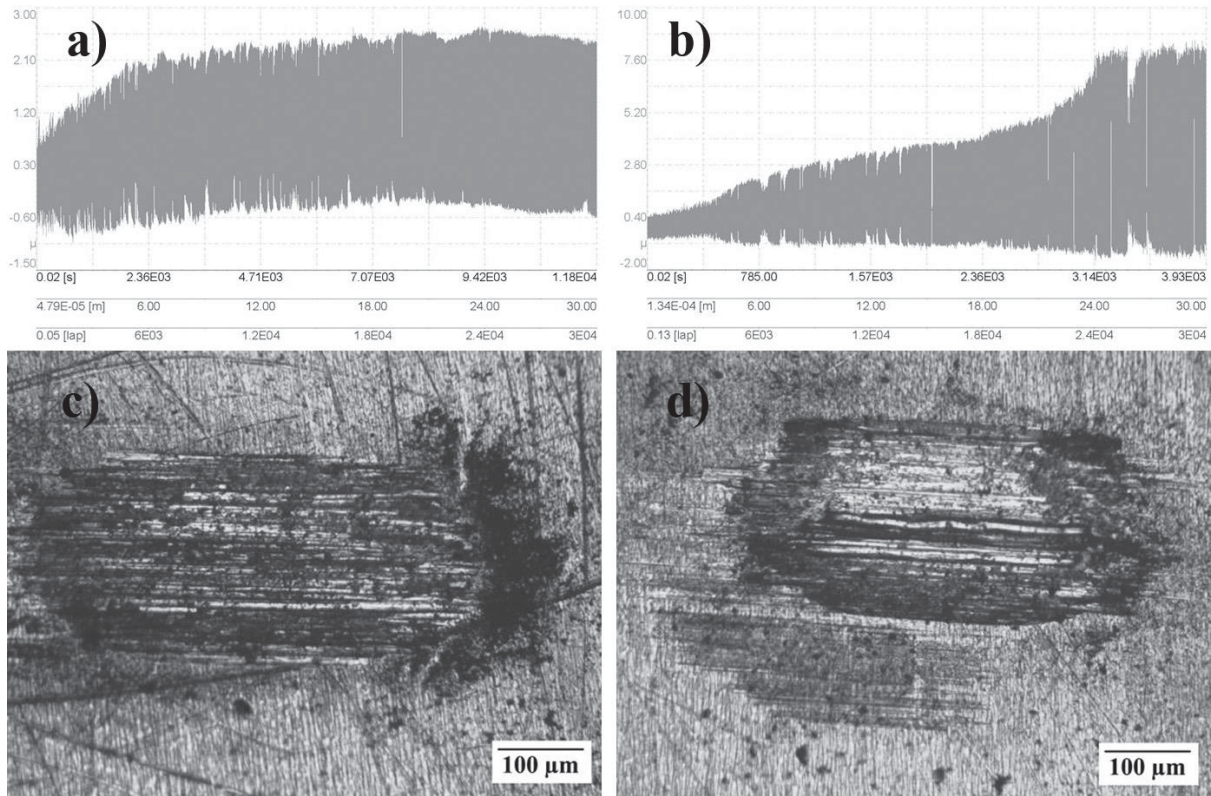 a)
3.00
2.10
1.20
0.30
-0.60
μ
-1.50
0.02 [s] 2.36E03 4.71E03 7.07E03 9.42E03 1.18E04
4.79E-05 [m] 6.00 12.00 18.00 24.00 30.00
0.05 [lap] 6E03 1.2E04 1.8E04 2.4E04 3E04
b)
10.00
7.60
5.20
2.80
0.40
μ
-2.00
0.02 [s] 785.00 1.57E03 2.36E03 3.14E03 3.93E03
1.34E-04 [m] 6.00 12.00 18.00 24.00 30.00
0.13 [lap] 6E03 1.2E04 1.8E04 2.4E04 3E04
c)
100 μm
d)
100 μm